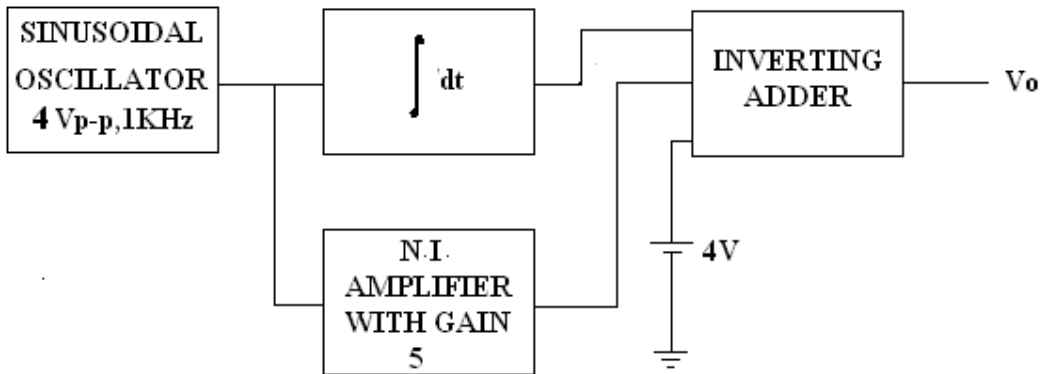 SINUSOIDAL
OSCILLATOR
4 Vp-p,1KHz
∫ dt
INVERTING
ADDER
Vo
N.I.
AMPLIFIER
WITH GAIN
5
4V